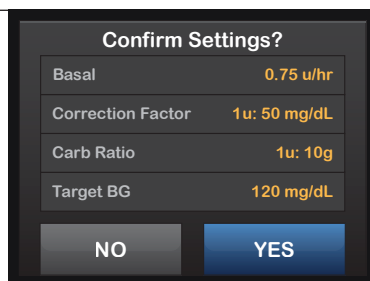 Confirm Settings?
Basal 0.75 u/hr
Correction Factor 1u: 50 mg/dL
Carb Ratio 1u: 10g
Target BG 120 mg/dL
NO YES